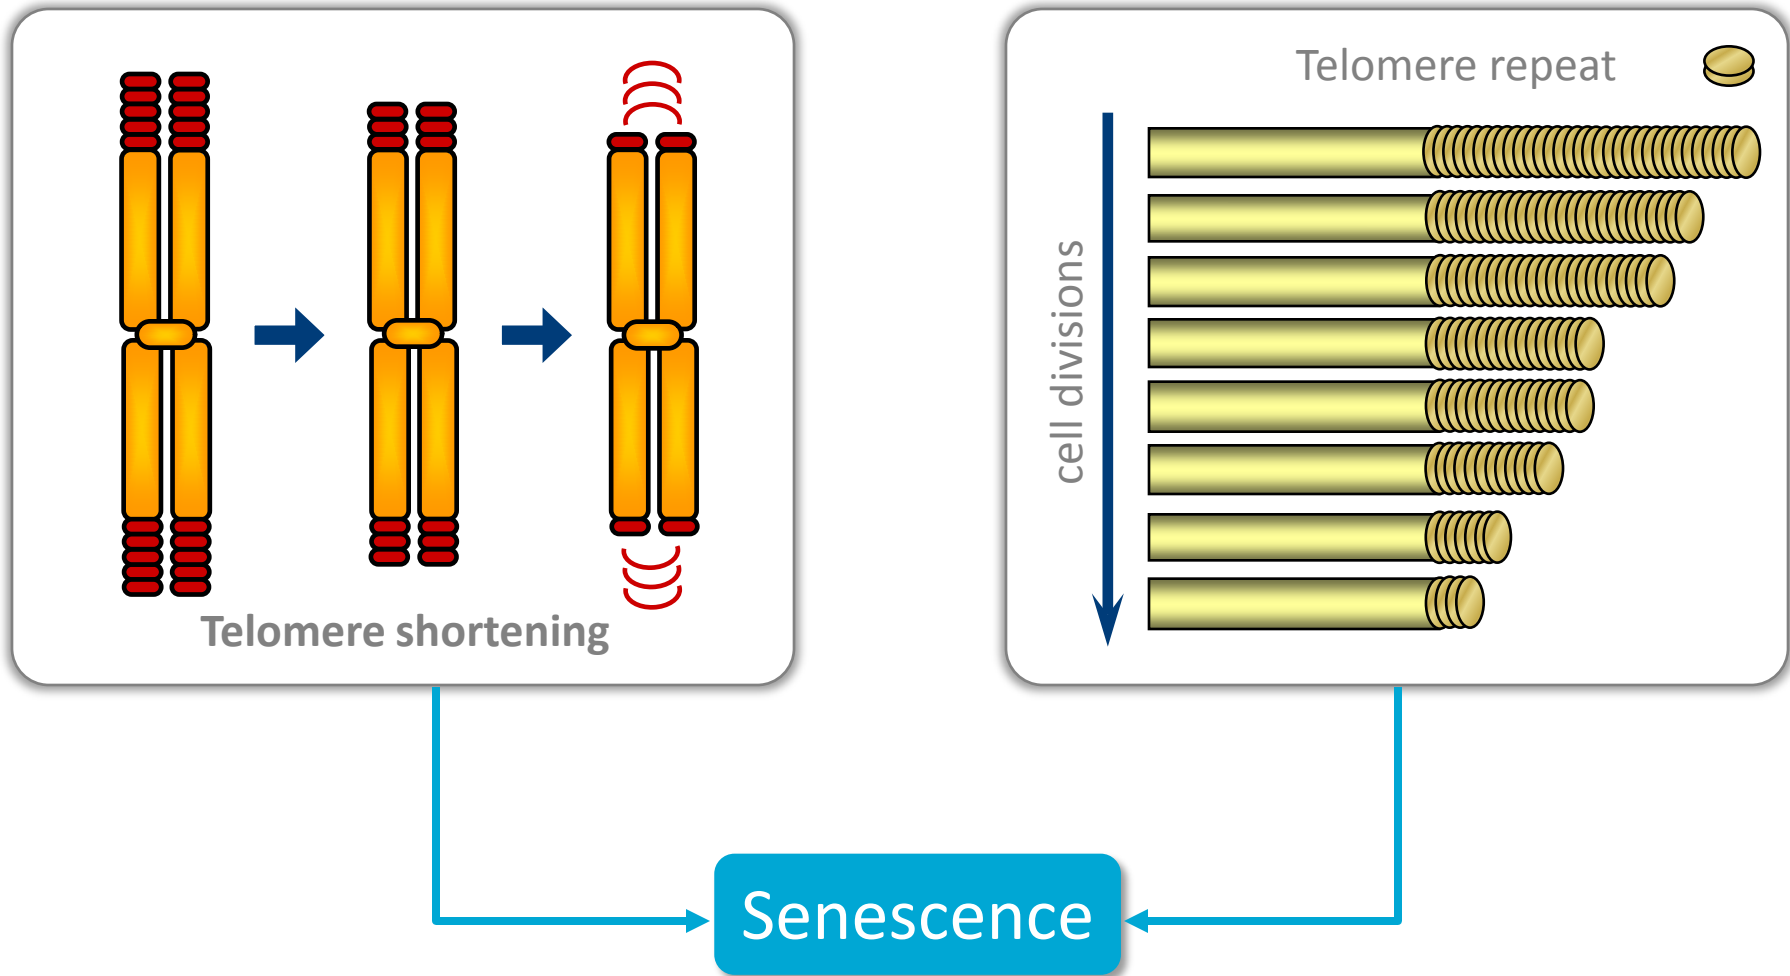 Telomere shortening
Telomere repeat
cell divisions
Senescence